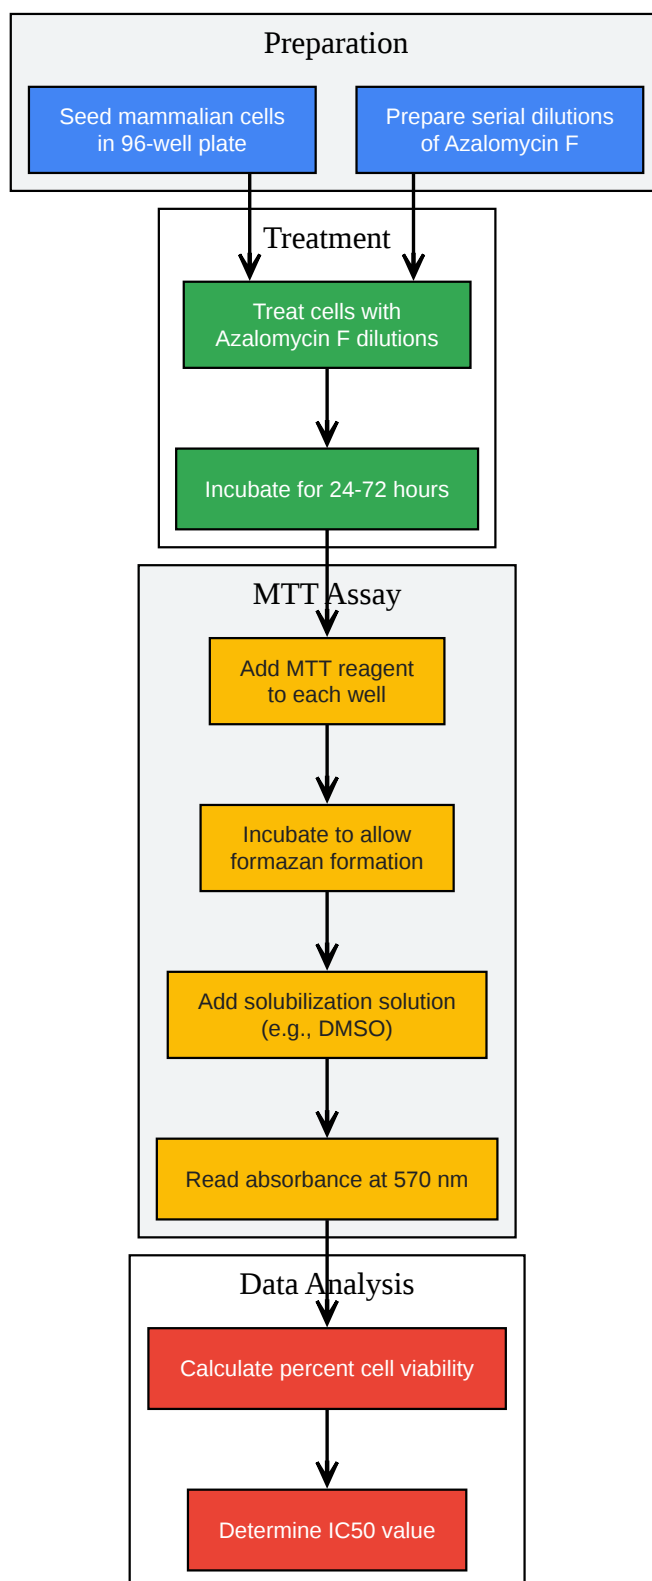 Preparation
Seed mammalian cells
in 96-well plate
Prepare serial dilutions
of Azalomycin F
Treatment
Treat cells with
Azalomycin F dilutions
Incubate for 24-72 hours
MTT Assay
Add MTT reagent
to each well
Incubate to allow
formazan formation
Add solubilization solution
(e.g., DMSO)
Read absorbance at 570 nm
Data Analysis
Calculate percent cell viability
Determine IC50 value